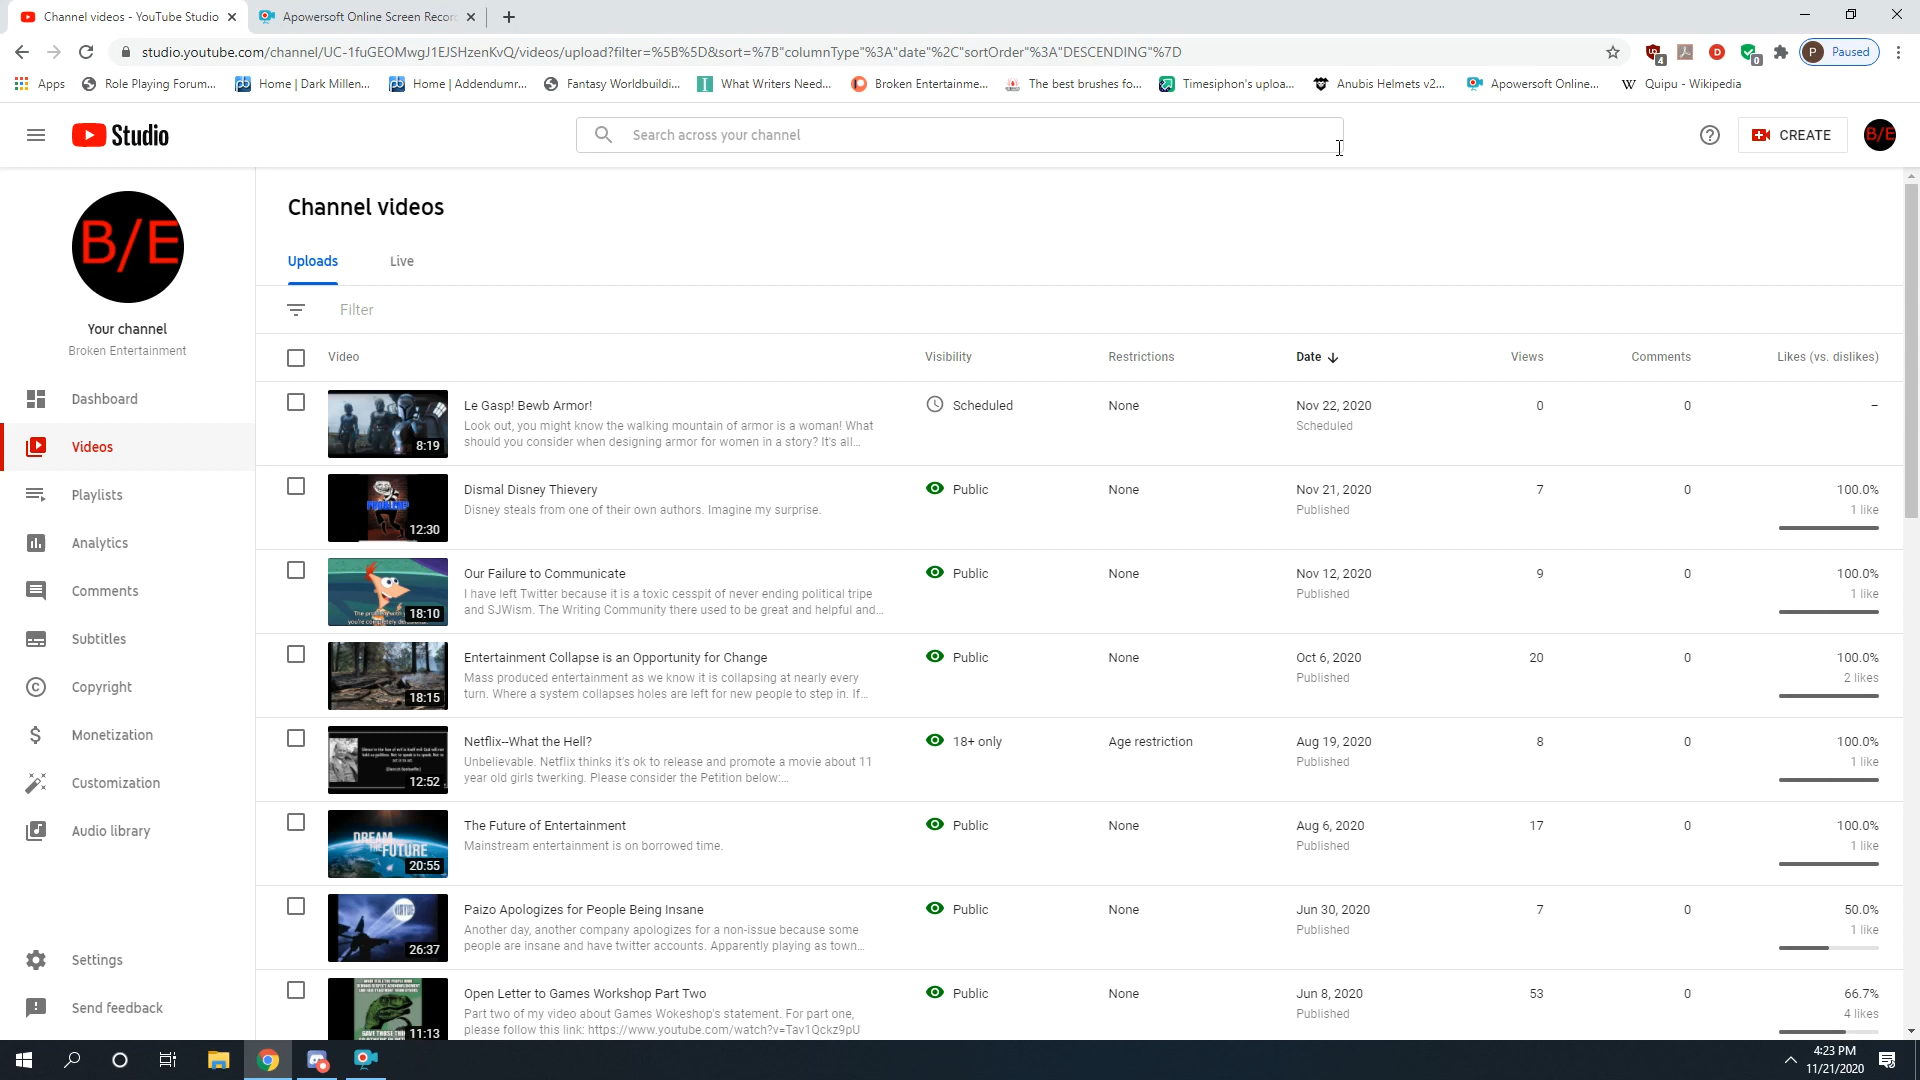 Channel videos - YouTube Studio
Apowersoft Online Screen Recor
studio.youtube.com/channel/UC-1fuGEOMwgJ1EJSHzenKvQ/videos/upload?filter=%5B%5D&sort=%7B"columnType"%3A"date"%2C"sortOrder"%3A"DESCENDING"%7D
4
D
0
P Paused
Apps Role Playing Forum... Home | Dark Millen... Home | Addendumr... Fantasy Worldbuildi... What Writers Need... Broken Entertainme... The best brushes fo... Timesiphon's uploa... Anubis Helmets v2... Apowersoft Online... Quipu - Wikipedia
Studio
Search across your channel
CREATE
B/E
B/E
Your channel
Broken Entertainment
Dashboard
Videos
Playlists
Analytics
Comments
Subtitles
Copyright
Monetization
Customization
Audio library
Settings
Send feedback
Channel videos
Uploads Live
Filter
Video Visibility Restrictions Date Views Comments Likes (vs. dislikes)
8:19
Le Gasp! Bewb Armor! Scheduled None Nov 22, 2020 0 0 –
Look out, you might know the walking mountain of armor is a woman! What Scheduled
should you consider when designing armor for women in a story? It's all...
PROBLEM?
12:30
Dismal Disney Thievery Public None Nov 21, 2020 7 0 100.0%
Disney steals from one of their own authors. Imagine my surprise. Published 1 like
18:10
Our Failure to Communicate Public None Nov 12, 2020 9 0 100.0%
I have left Twitter because it is a toxic cesspit of never ending political tripe Published 1 like
and SJWism. The Writing Community there used to be great and helpful and...
18:15
Entertainment Collapse is an Opportunity for Change Public None Oct 6, 2020 20 0 100.0%
Mass produced entertainment as we know it is collapsing at nearly every Published 2 likes
turn. Where a system collapses holes are left for new people to step in. If...
12:52
Netflix--What the Hell? 18+ only Age restriction Aug 19, 2020 8 0 100.0%
Unbelievable. Netflix thinks it's ok to release and promote a movie about 11 Published 1 like
year old girls twerking. Please consider the Petition below:...
DREAM THE FUTURE
20:55
The Future of Entertainment Public None Aug 6, 2020 17 0 100.0%
Mainstream entertainment is on borrowed time. Published 1 like
VIRTUE
26:37
Paizo Apologizes for People Being Insane Public None Jun 30, 2020 7 0 50.0%
Another day, another company apologizes for a non-issue because some Published 1 like
people are insane and have twitter accounts. Apparently playing as town...
11:13
Open Letter to Games Workshop Part Two Public None Jun 8, 2020 53 0 66.7%
Part two of my video about Games Wokeshop's statement. For part one, Published 4 likes
please follow this link: https://www.youtube.com/watch?v=Tav1Qckz9pU
4:23 PM
11/21/2020